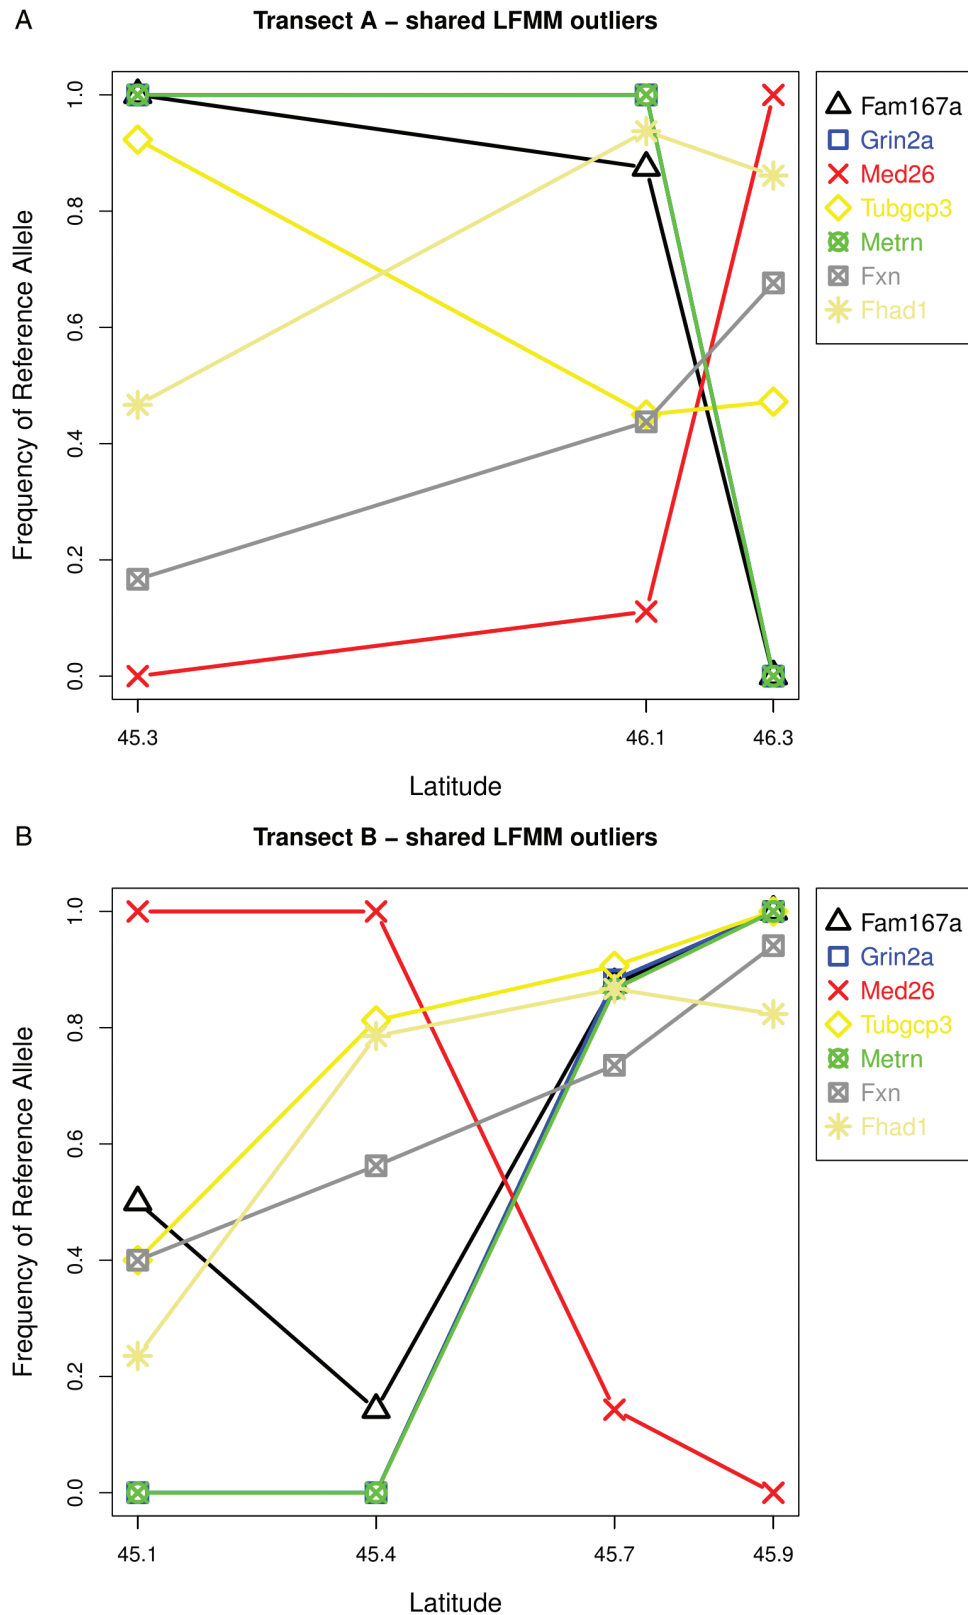 A
Transect A – shared LFMM outliers
Frequency of Reference Allele
1.0
0.8
0.6
0.4
0.2
0.0
45.3
46.1
46.3
Latitude
Fam167a
Grin2a
Med26
Tubgcp3
Metrn
Fxn
Fhad1
B
Transect B – shared LFMM outliers
Frequency of Reference Allele
1.0
0.8
0.6
0.4
0.2
0.0
45.1
45.4
45.7
45.9
Latitude
Fam167a
Grin2a
Med26
Tubgcp3
Metrn
Fxn
Fhad1